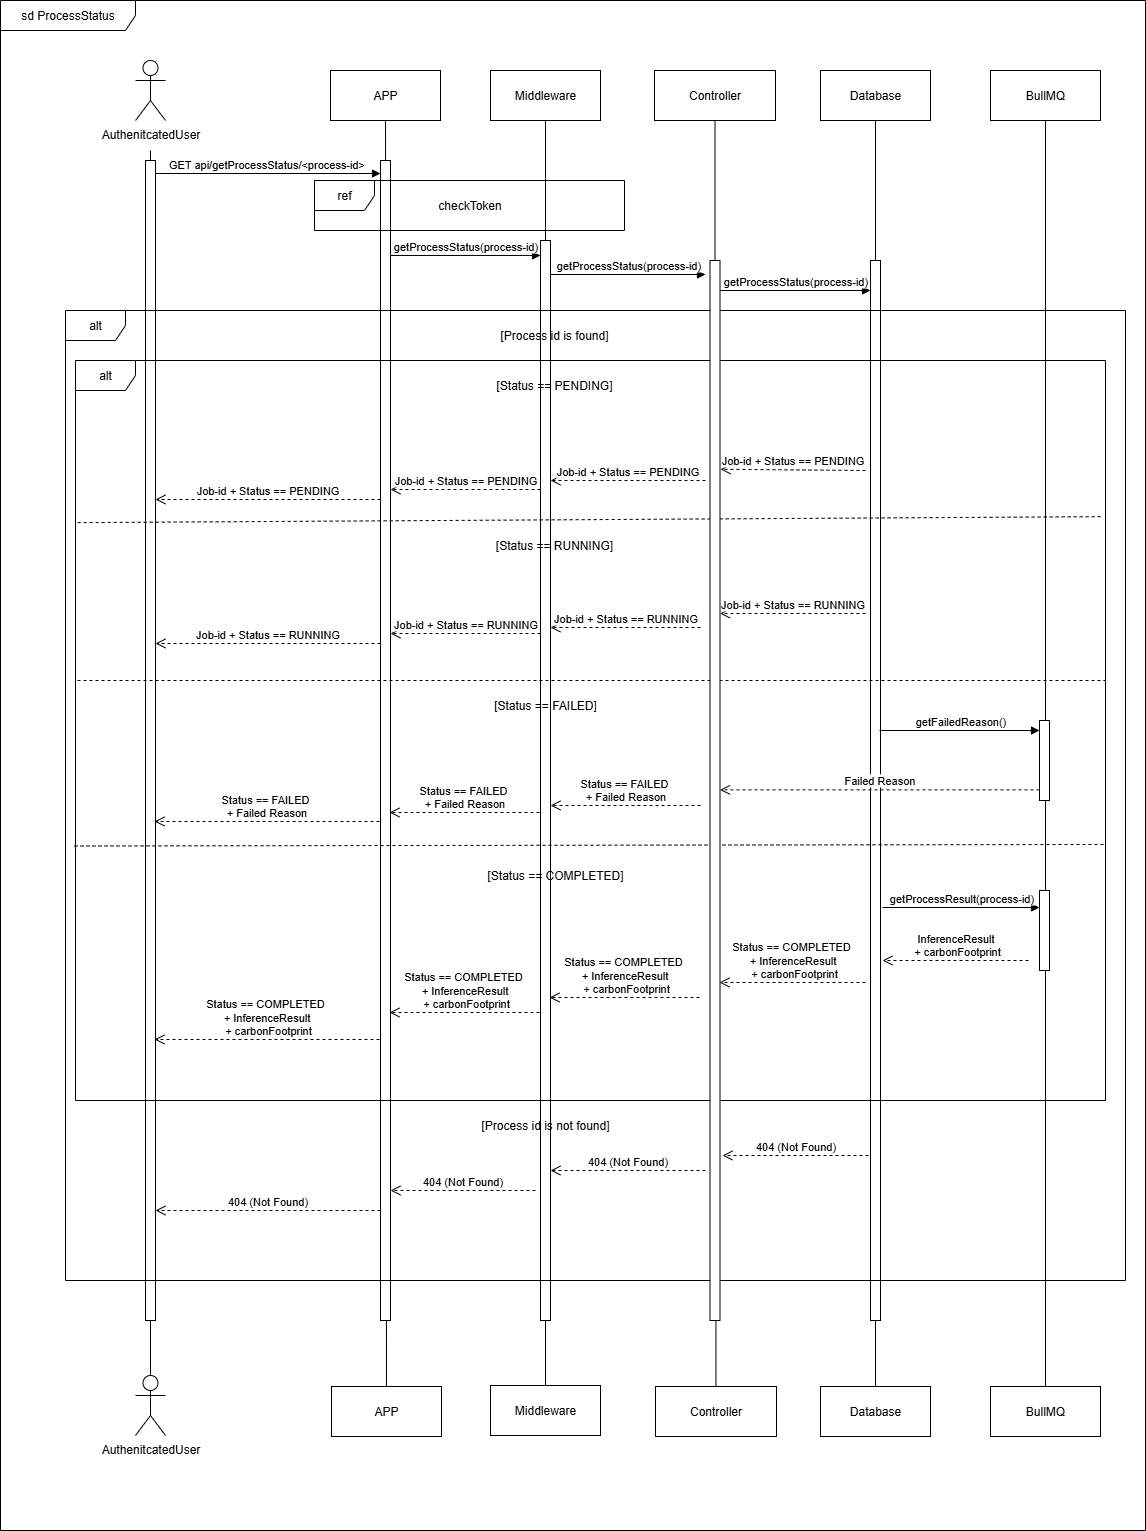 sd ProcessStatus
AuthenitcatedUser
APP
Middleware
Controller
Database
BullMQ
GET api/getProcessStatus/<process-id>
ref
checkToken
getProcessStatus(process-id)
getProcessStatus(process-id)
getProcessStatus(process-id)
alt
[Process id is found]
alt
[Status == PENDING]
Job-id + Status == PENDING
Job-id + Status == PENDING
Job-id + Status == PENDING
Job-id + Status == PENDING
[Status == RUNNING]
Job-id + Status == RUNNING
Job-id + Status == RUNNING
Job-id + Status == RUNNING
Job-id + Status == RUNNING
[Status == FAILED]
getFailedReason()
Failed Reason
Status == FAILED
+ Failed Reason
Status == FAILED
+ Failed Reason
Status == FAILED
+ Failed Reason
[Status == COMPLETED]
getProcessResult(process-id)
InferenceResult
+ carbonFootprint
Status == COMPLETED
+ InferenceResult
+ carbonFootprint
Status == COMPLETED
+ InferenceResult
+ carbonFootprint
Status == COMPLETED
+ InferenceResult
+ carbonFootprint
Status == COMPLETED
+ InferenceResult
+ carbonFootprint
[Process id is not found]
404 (Not Found)
404 (Not Found)
404 (Not Found)
404 (Not Found)
AuthenitcatedUser
APP
Middleware
Controller
Database
BullMQ